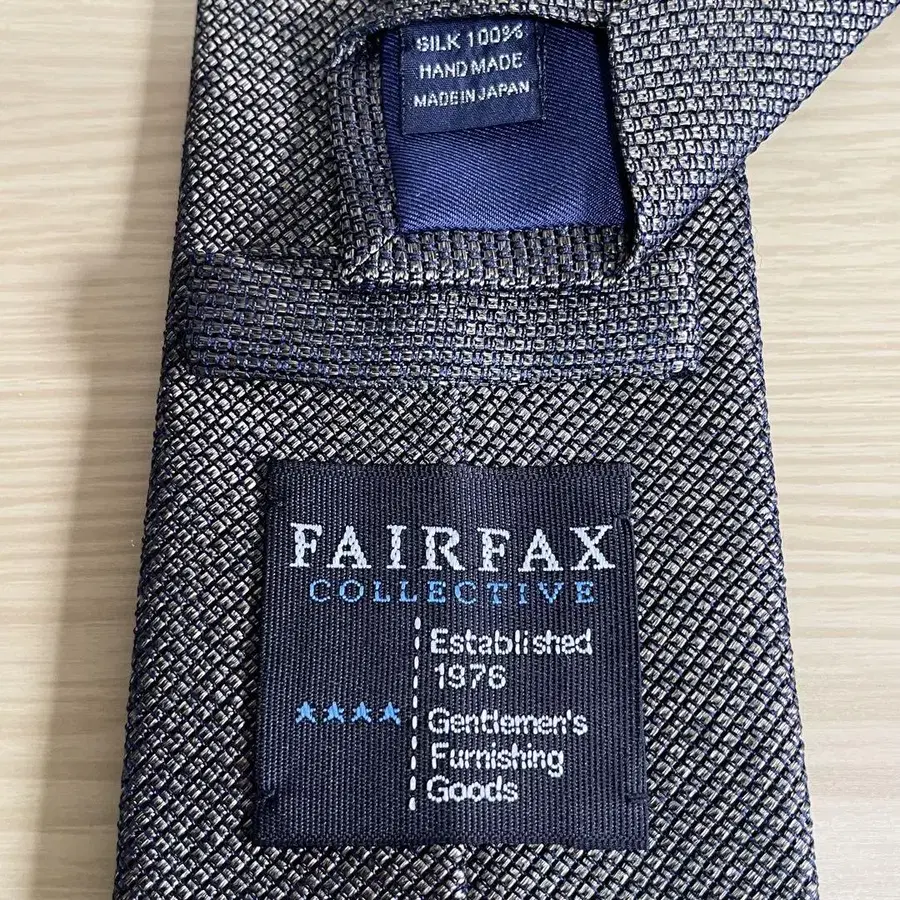 SILK 100%
HAND MADE
MADE IN JAPAN
FAIRFAX
COLLECTIVE
Established
1976
Gentlemen's
Furnishing
Goods